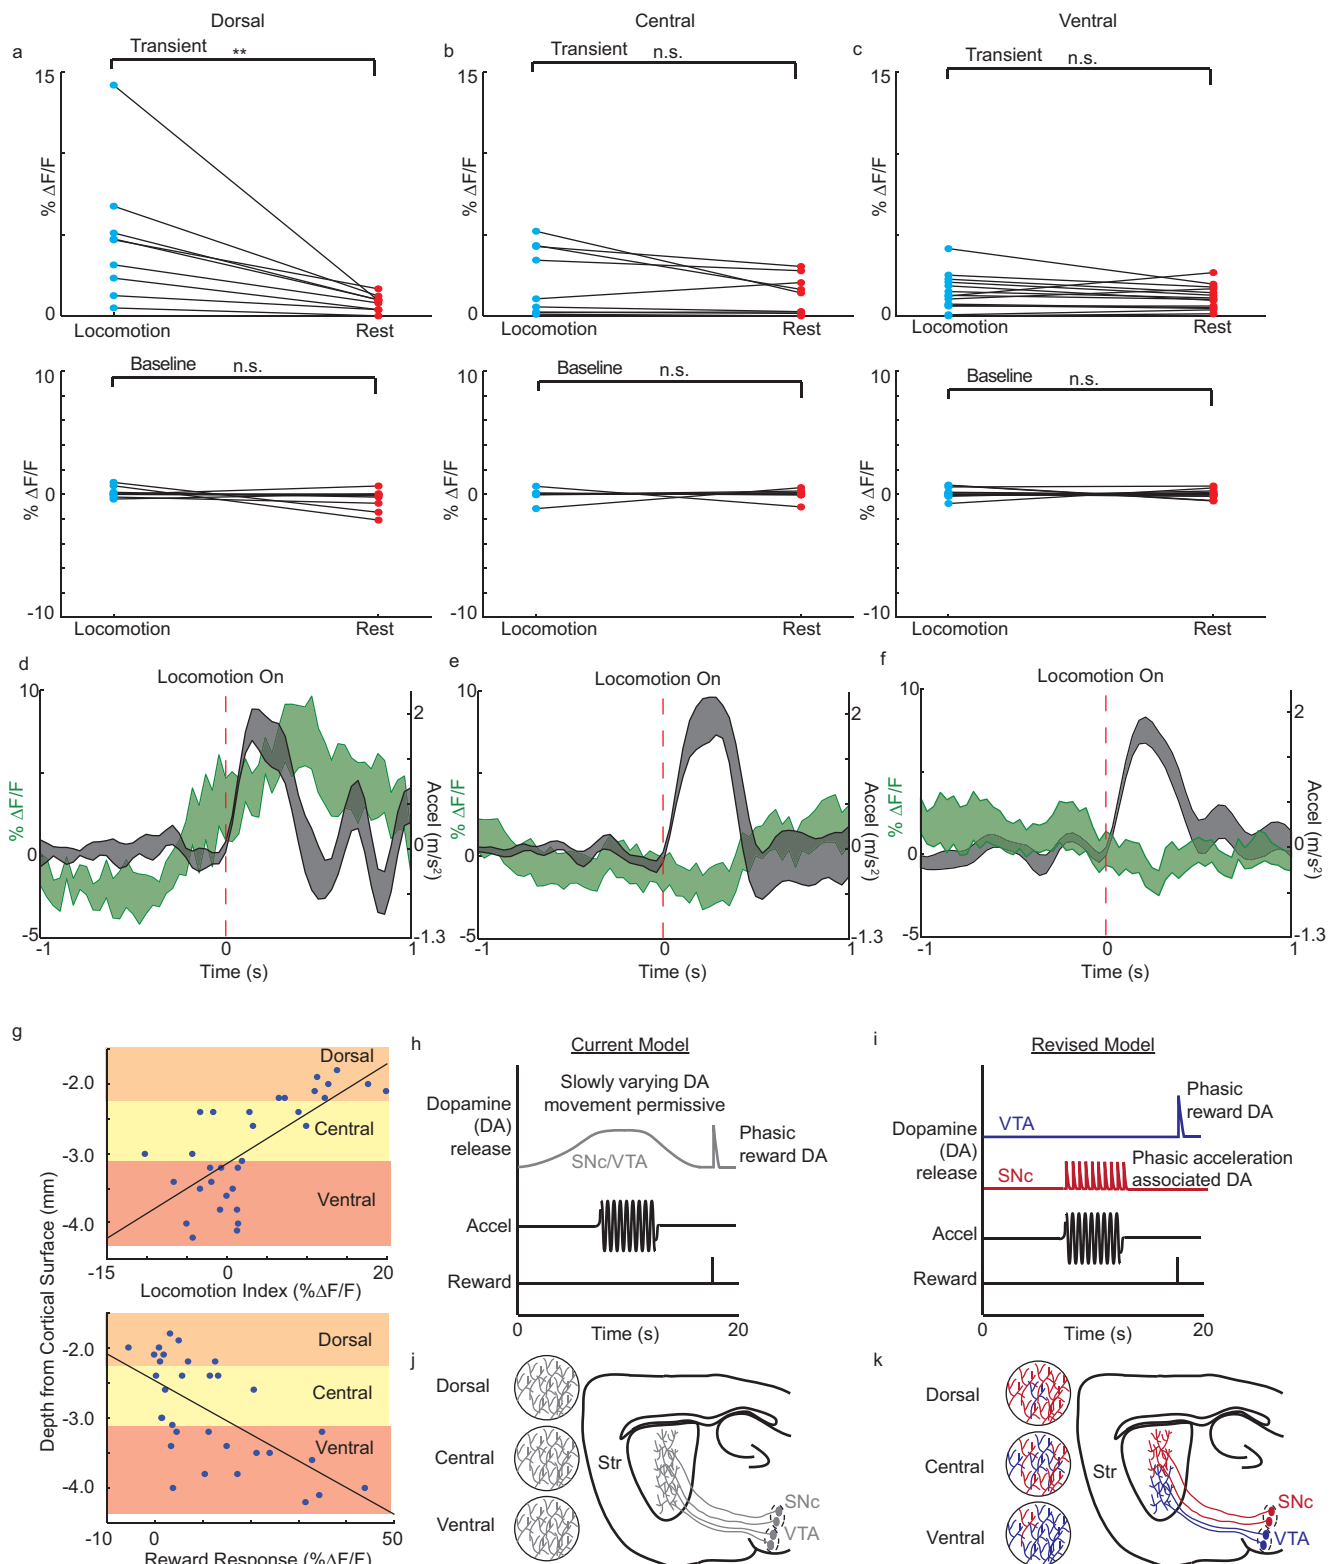 Dorsal
Central
Ventral
a
Transient
**
15
% ΔF/F
0
Locomotion
Rest
b
Transient
n.s.
15
% ΔF/F
0
Locomotion
Rest
c
Transient
n.s.
15
% ΔF/F
0
Locomotion
Rest
Baseline
n.s.
10
% ΔF/F
0
-10
Locomotion
Rest
Baseline
n.s.
10
% ΔF/F
0
-10
Locomotion
Rest
Baseline
n.s.
10
% ΔF/F
0
-10
Locomotion
Rest
d
Locomotion On
10
% ΔF/F
0
-5
-1
0
1
Time (s)
2
0
-1.3
Accel (m/s²)
e
Locomotion On
10
% ΔF/F
0
-5
-1
0
1
Time (s)
2
0
-1.3
Accel (m/s²)
f
Locomotion On
10
% ΔF/F
0
-5
-1
0
1
Time (s)
2
0
-1.3
Accel (m/s²)
g
Depth from Cortical Surface (mm)
Dorsal
-2.0
Central
-3.0
Ventral
-4.0
-15
0
20
Locomotion Index (%ΔF/F)
Dorsal
-2.0
Central
-3.0
Ventral
-4.0
-10
0
50
Reward Response (%ΔF/F)
h
Current Model
Slowly varying DA
movement permissive
Dopamine
(DA)
release
SNc/VTA
Phasic
reward DA
Accel
Reward
0
Time (s)
20
i
Revised Model
Phasic
reward DA
VTA
Dopamine
(DA)
release
SNc
Phasic acceleration
associated DA
Accel
Reward
0
Time (s)
20
j
Dorsal
Central
Ventral
Str
SNc
VTA
k
Dorsal
Central
Ventral
Str
SNc
VTA